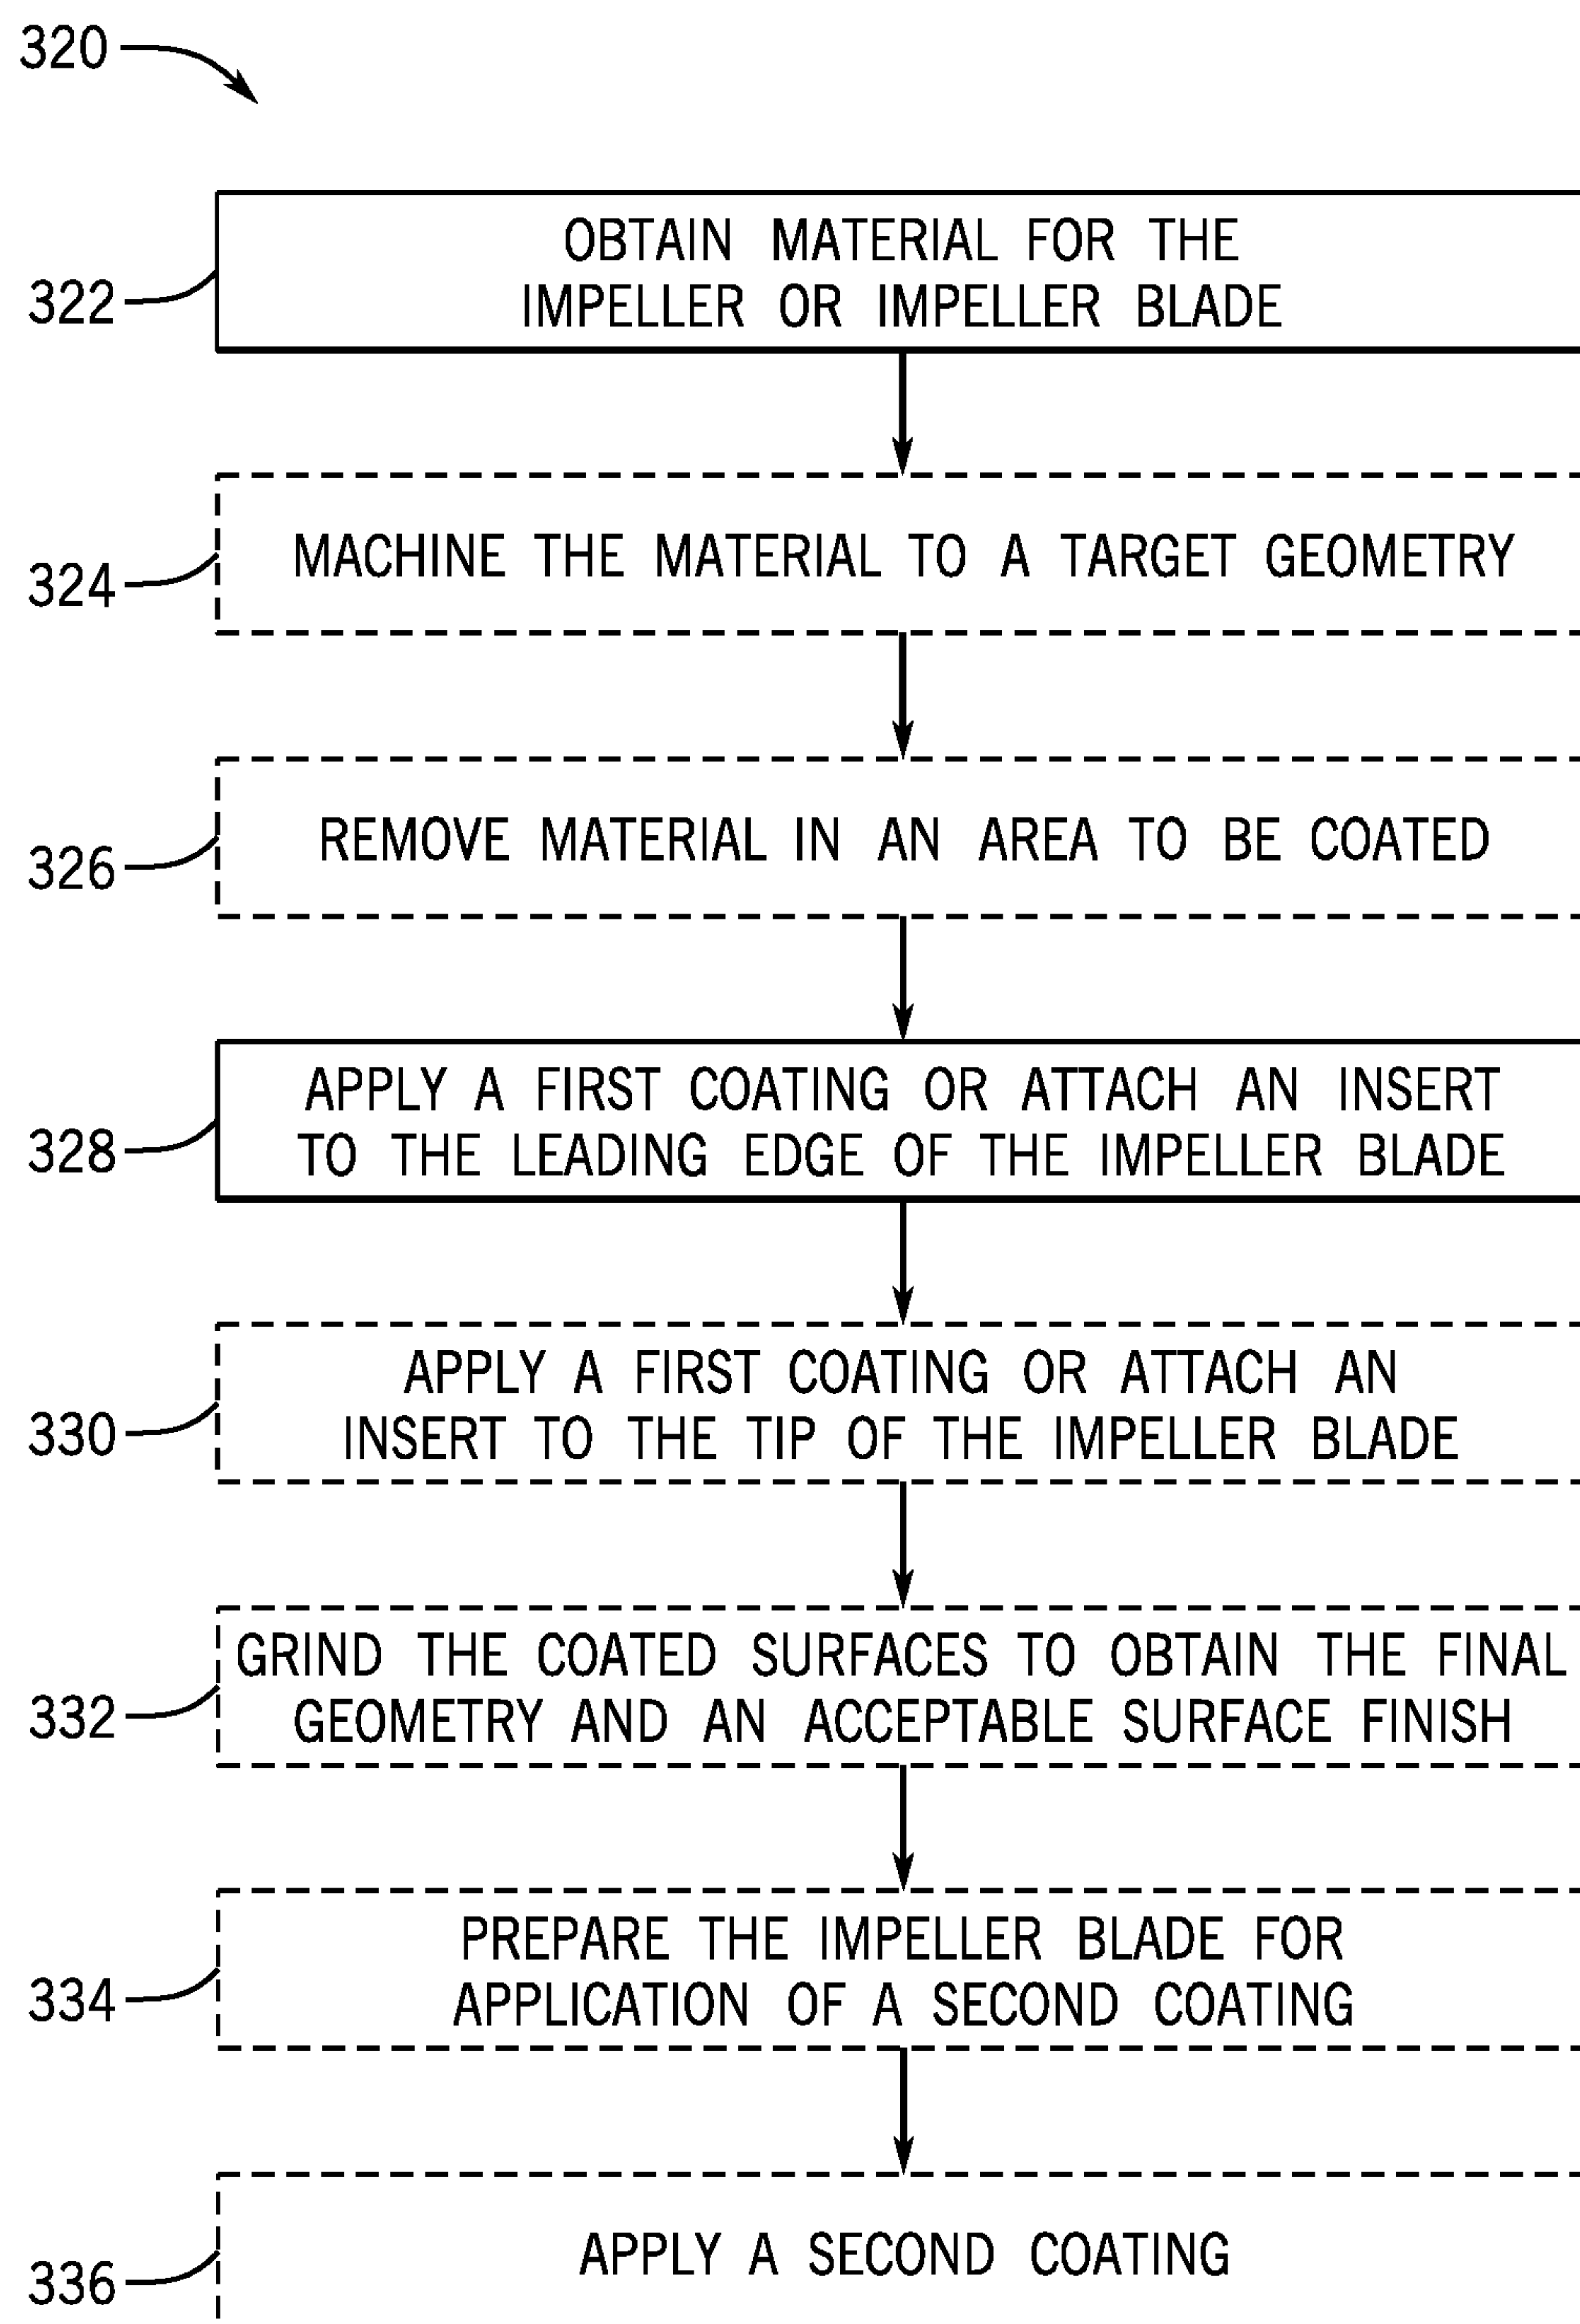 320
OBTAIN MATERIAL FOR THE
IMPELLER OR IMPELLER BLADE
322
MACHINE THE MATERIAL TO A TARGET GEOMETRY
324
REMOVE MATERIAL IN AN AREA TO BE COATED
326
APPLY A FIRST COATING OR ATTACH AN INSERT
TO THE LEADING EDGE OF THE IMPELLER BLADE
328
APPLY A FIRST COATING OR ATTACH AN
INSERT TO THE TIP OF THE IMPELLER BLADE
330
GRIND THE COATED SURFACES TO OBTAIN THE FINAL
GEOMETRY AND AN ACCEPTABLE SURFACE FINISH
332
PREPARE THE IMPELLER BLADE FOR
APPLICATION OF A SECOND COATING
334
APPLY A SECOND COATING
336